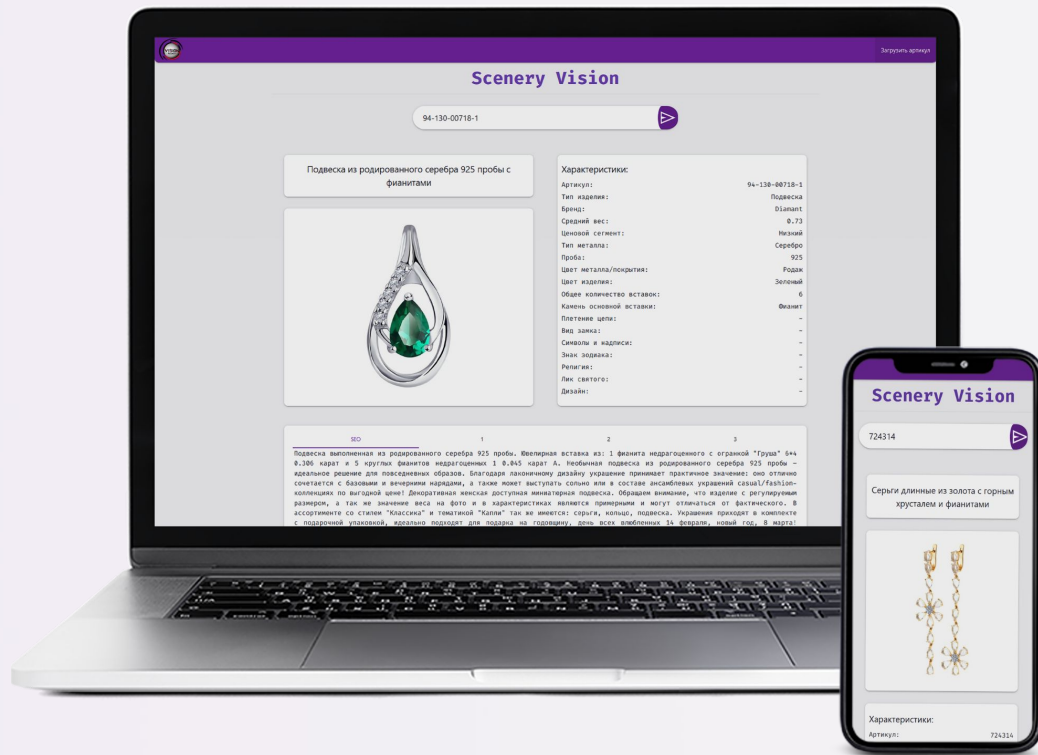 Загрузить артикул
Scenery Vision
94-130-00718-1
Подвеска из родированного серебра 925 пробы с
фианитами
Характеристики:
Артикул: 94-130-00718-1
Тип изделия: Подвеска
Бренд: Diamant
Средний вес: 0.73
Ценовой сегмент: Низкий
Тип металла: Серебро
Проба: 925
Цвет металла/покрытия: Родаж
Цвет изделия: Зеленый
Общее количество вставок: 6
Камень основной вставки: Фианит
Плетение цепи: –
Вид замка: –
Символы и надписи: –
Знак зодиака: –
Религия: –
Лик святого: –
Дизайн: –
SEO 1 2 3
Подвеска выполненная из родированного серебра 925 пробы. Ювелирная вставка из: 1 фианита недрагоценного с огранкой "Груша" 6*4
0.306 карат и 5 круглых фианитов недрагоценных 1 0.045 карат А. Необычная подвеска из родированного серебра 925 пробы –
идеальное решение для повседневных образов. Благодаря лаконичному дизайну украшение принимает практичное значение: оно отлично
сочетается с базовыми и вечерними нарядами, а также может выступать сольно или в составе ансамблевых украшений casual/fashion-
коллекциях по выгодной цене! Декоративная женская доступная миниатюрная подвеска. Обращаем внимание, что изделие с регулируемым
размером, а так же значение веса на фото и в характеристиках являются примерными и могут отличаться от фактического. В
ассортименте со стилем "Классика" и тематикой "Капли" так же имеются: серьги, кольцо, подвеска. Украшения приходят в комплекте
с подарочной упаковкой, идеально подходят для подарка на годовщину, день всех влюбленных 14 февраля, новый год, 8 марта!
Scenery Vision
724314
Серьги длинные из золота с горным
хрусталем и фианитами
Характеристики:
Артикул: 724314